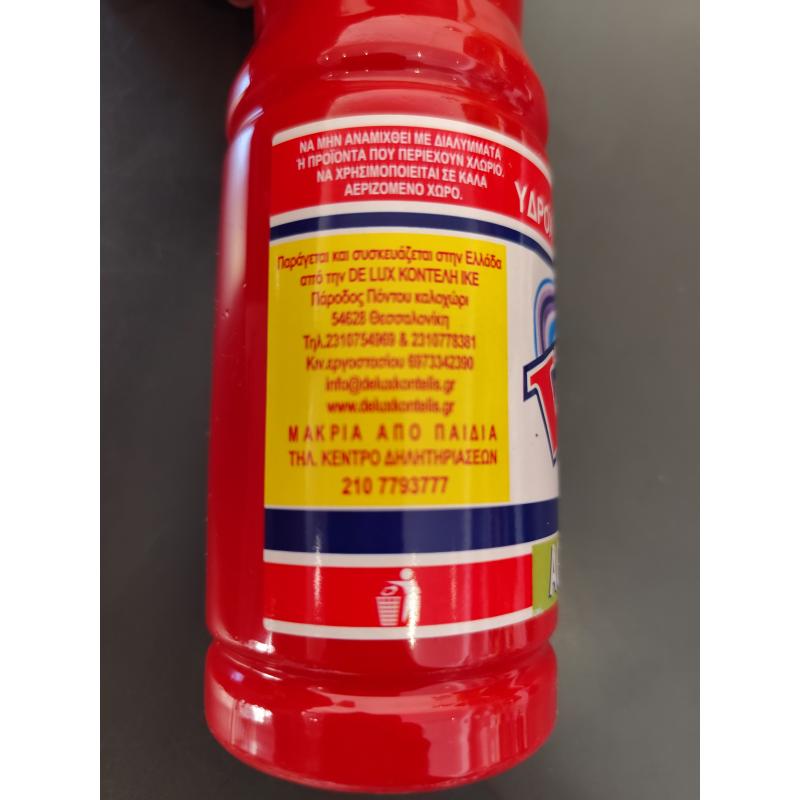 ΝΑ ΜΗΝ ΑΝΑΜΙΧΘΕΙ ΜΕ ΔΙΑΛΥΜΜΑΤΑ
Ή ΠΡΟΪΟΝΤΑ ΠΟΥ ΠΕΡΙΕΧΟΥΝ ΧΛΩΡΙΟ.
ΝΑ ΧΡΗΣΙΜΟΠΟΙΕΙΤΑΙ ΣΕ ΚΑΛΑ
ΑΕΡΙΖΟΜΕΝΟ ΧΩΡΟ.
Παράγεται και συσκευάζεται στην Ελλάδα
από την DE LUX ΚΟΝΤΕΛΗ ΙΚΕ
Πάροδος Πόντου καλοχώρι
54628 Θεσσαλονίκη
Τηλ.2310754969 & 2310778381
Κιν.εργοστασίου 6973342390
info@deluxkontelis.gr
www.deluxkontelis.gr
ΜΑΚΡΙΑ ΑΠΟ ΠΑΙΔΙΑ
ΤΗΛ. ΚΕΝΤΡΟ ΔΗΛΗΤΗΡΙΑΣΕΩΝ
210 7793777